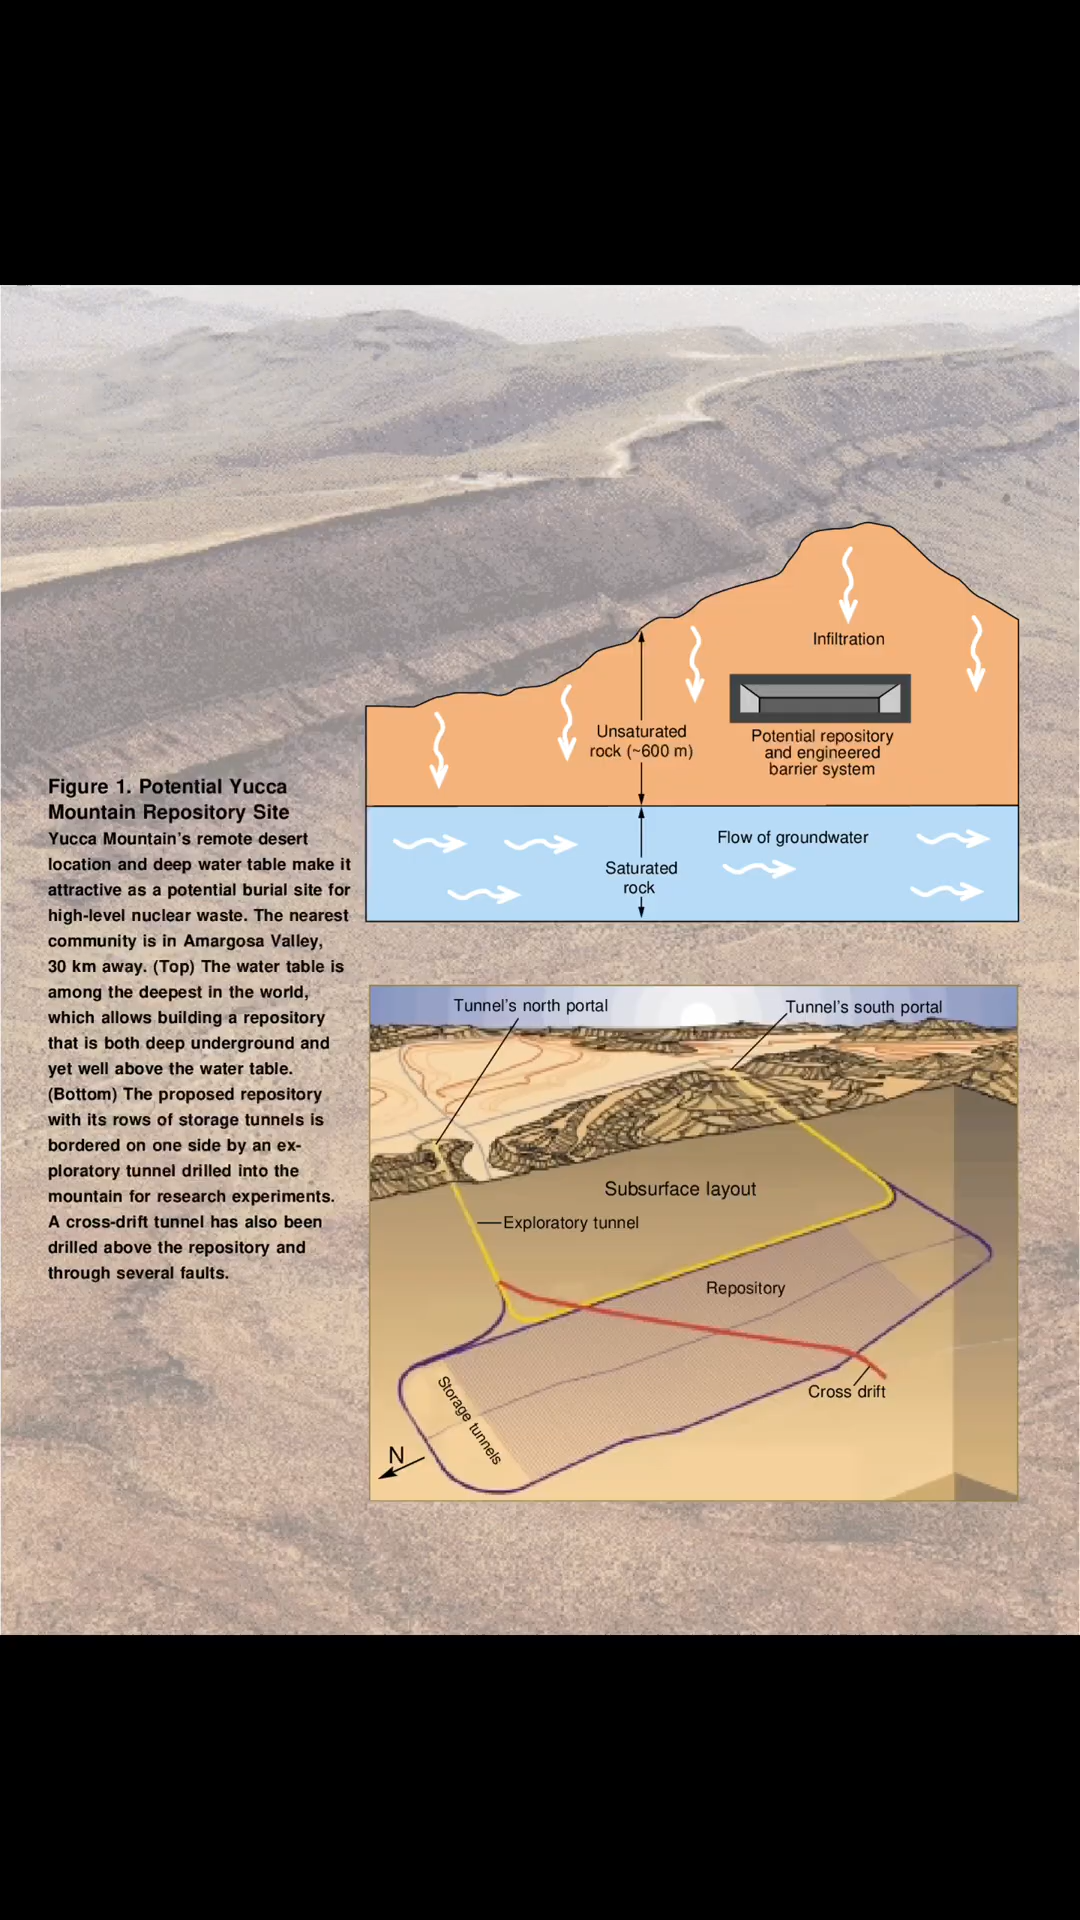 Figure 1. Potential Yucca
Mountain Repository Site
Yucca Mountain's remote desert
location and deep water table make it
attractive as a potential burial site for
high-level nuclear waste. The nearest
community is in Amargosa Valley,
30 km away. (Top) The water table is
among the deepest in the world,
which allows building a repository
that is both deep underground and
yet well above the water table.
(Bottom) The proposed repository
with its rows of storage tunnels is
bordered on one side by an ex-
ploratory tunnel drilled into the
mountain for research experiments.
A cross-drift tunnel has also been
drilled above the repository and
through several faults.
Infiltration
Unsaturated
rock (~600 m)
Potential repository
and engineered
barrier system
Flow of groundwater
Saturated
rock
Tunnel's north portal
Tunnel's south portal
Subsurface layout
Exploratory tunnel
Repository
Cross drift
Storage tunnels
N